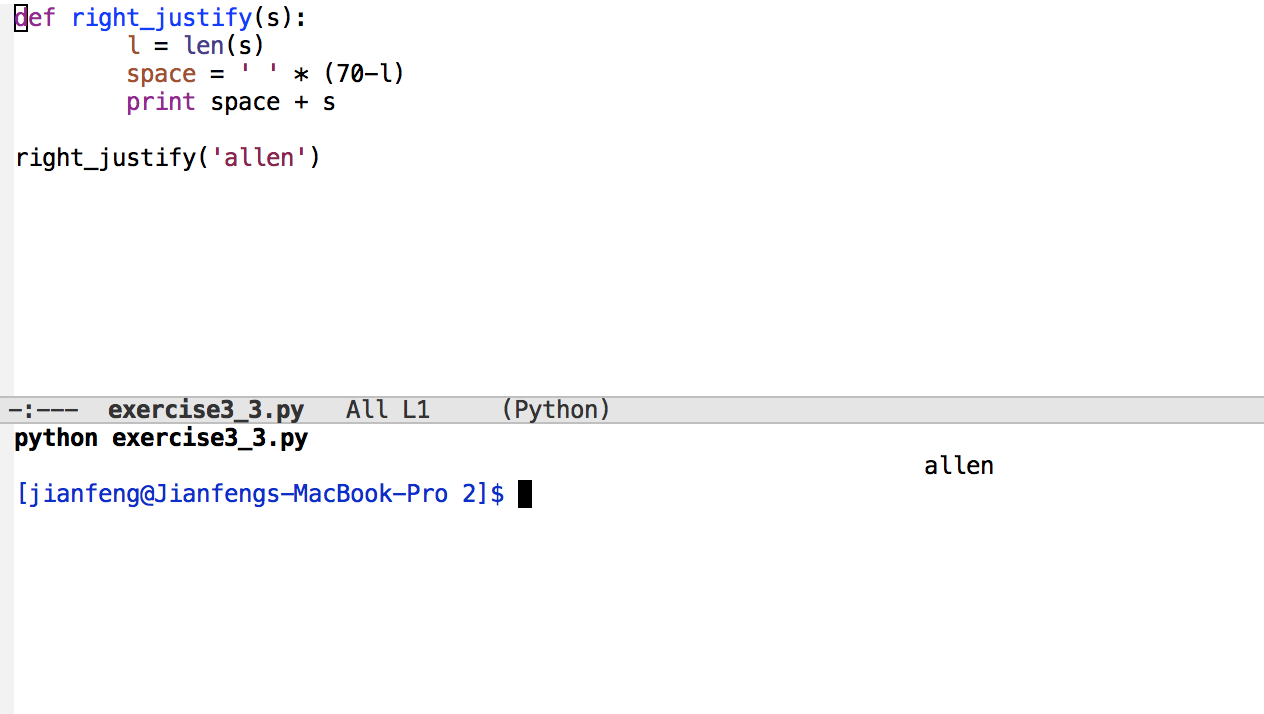 def right_justify(s):
        l = len(s)
        space = ' ' * (70-l)
        print space + s
right_justify('allen')
-:---  exercise3_3.py   All L1     (Python)
python exercise3_3.py
                                                                 allen
[jianfeng@Jianfengs-MacBook-Pro 2]$